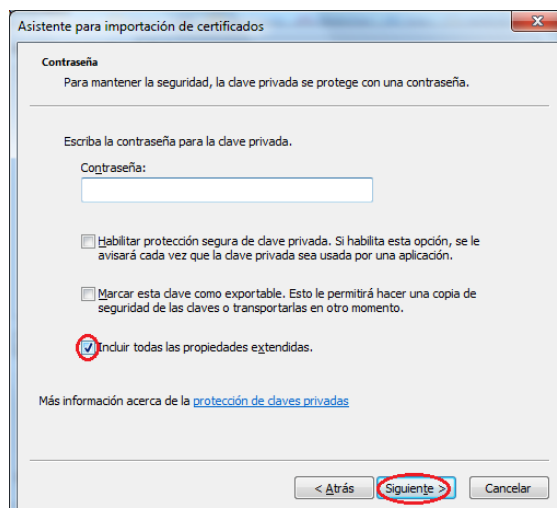 Asistente para importación de certificados
Contraseña
Para mantener la seguridad, la clave privada se protege con una contraseña.
Escriba la contraseña para la clave privada.
Contraseña:
Habilitar protección segura de clave privada. Si habilita esta opción, se le
avisará cada vez que la clave privada sea usada por una aplicación.
Marcar esta clave como exportable. Esto le permitirá hacer una copia de
seguridad de las claves o transportarlas en otro momento.
Incluir todas las propiedades extendidas.
Más información acerca de la protección de claves privadas
< Atrás Siguiente > Cancelar